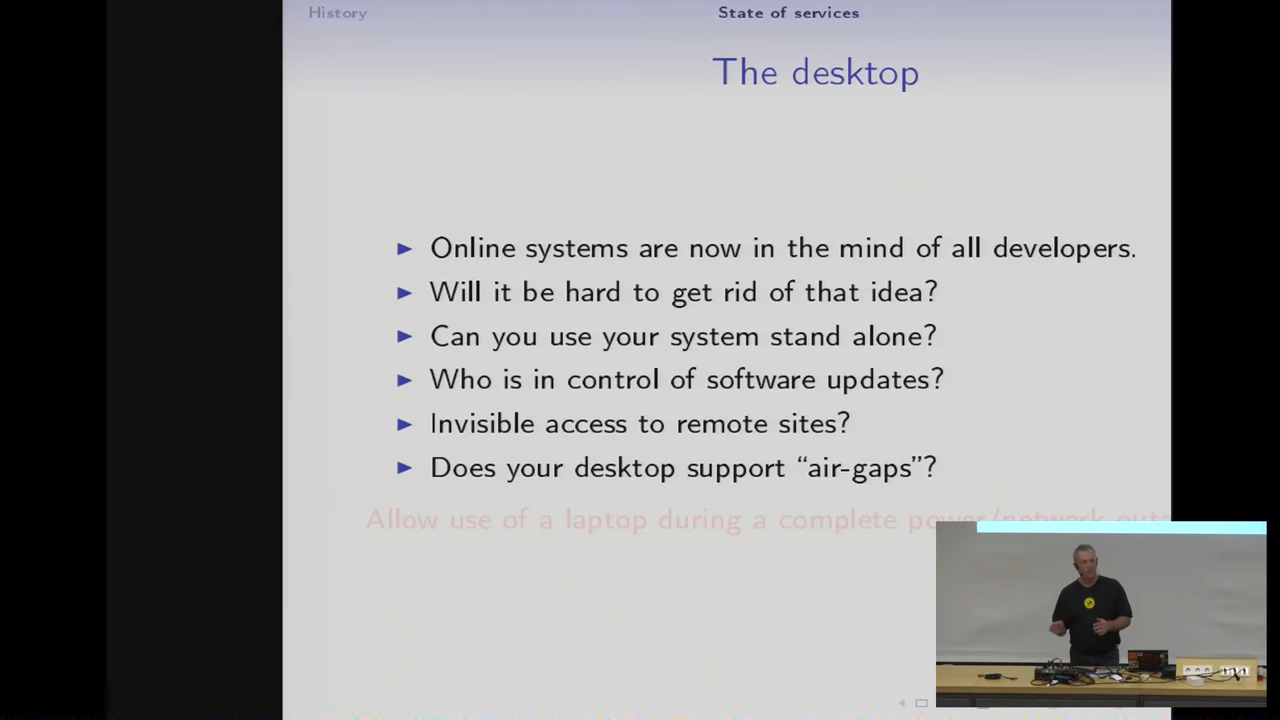 History
State of services
The desktop
Online systems are now in the mind of all developers.
Will it be hard to get rid of that idea?
Can you use your system stand alone?
Who is in control of software updates?
Invisible access to remote sites?
Does your desktop support “air-gaps”?
Allow use of a laptop during a complete power/network